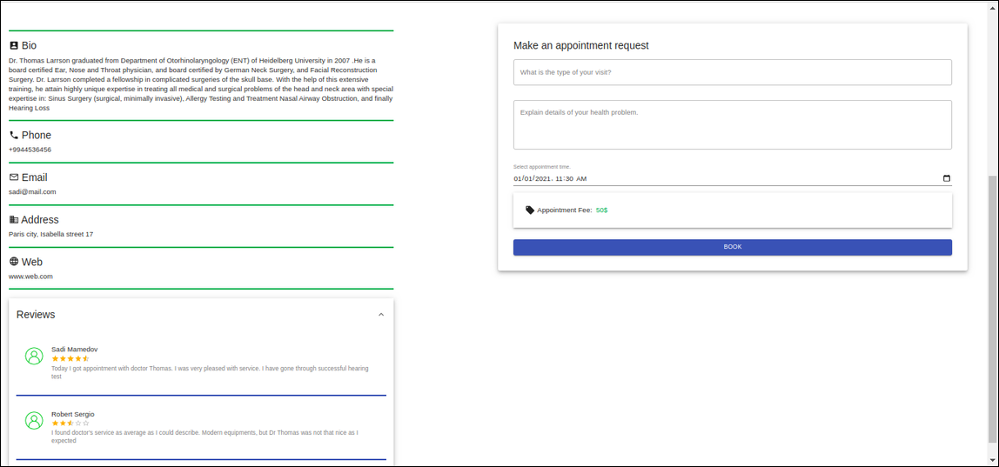 Bio
Dr. Thomas Larrson graduated from Department of Otorhinolaryngology (ENT) of Heidelberg University in 2007 .He is a
board certified Ear, Nose and Throat physician, and board certified by German Neck Surgery, and Facial Reconstruction
Surgery. Dr. Larrson completed a fellowship in complicated surgeries of the skull base. With the help of this extensive
training, he attain highly unique expertise in treating all medical and surgical problems of the head and neck area with special
expertise in: Sinus Surgery (surgical, minimally invasive), Allergy Testing and Treatment Nasal Airway Obstruction, and finally
Hearing Loss
Phone
+9944536456
Email
sadi@mail.com
Address
Paris city, Isabella street 17
Web
www.web.com
Reviews
Sadi Mamedov
Today I got appointment with doctor Thomas. I was very pleased with service. I have gone through successful hearing
test
Robert Sergio
I found doctor's service as average as I could describe. Modern equipments, but Dr Thomas was not that nice as I
expected
Make an appointment request
What is the type of your visit?
Explain details of your health problem.
Select appointment time.
01/01/2021, 11:30 AM
Appointment Fee: 50$
BOOK